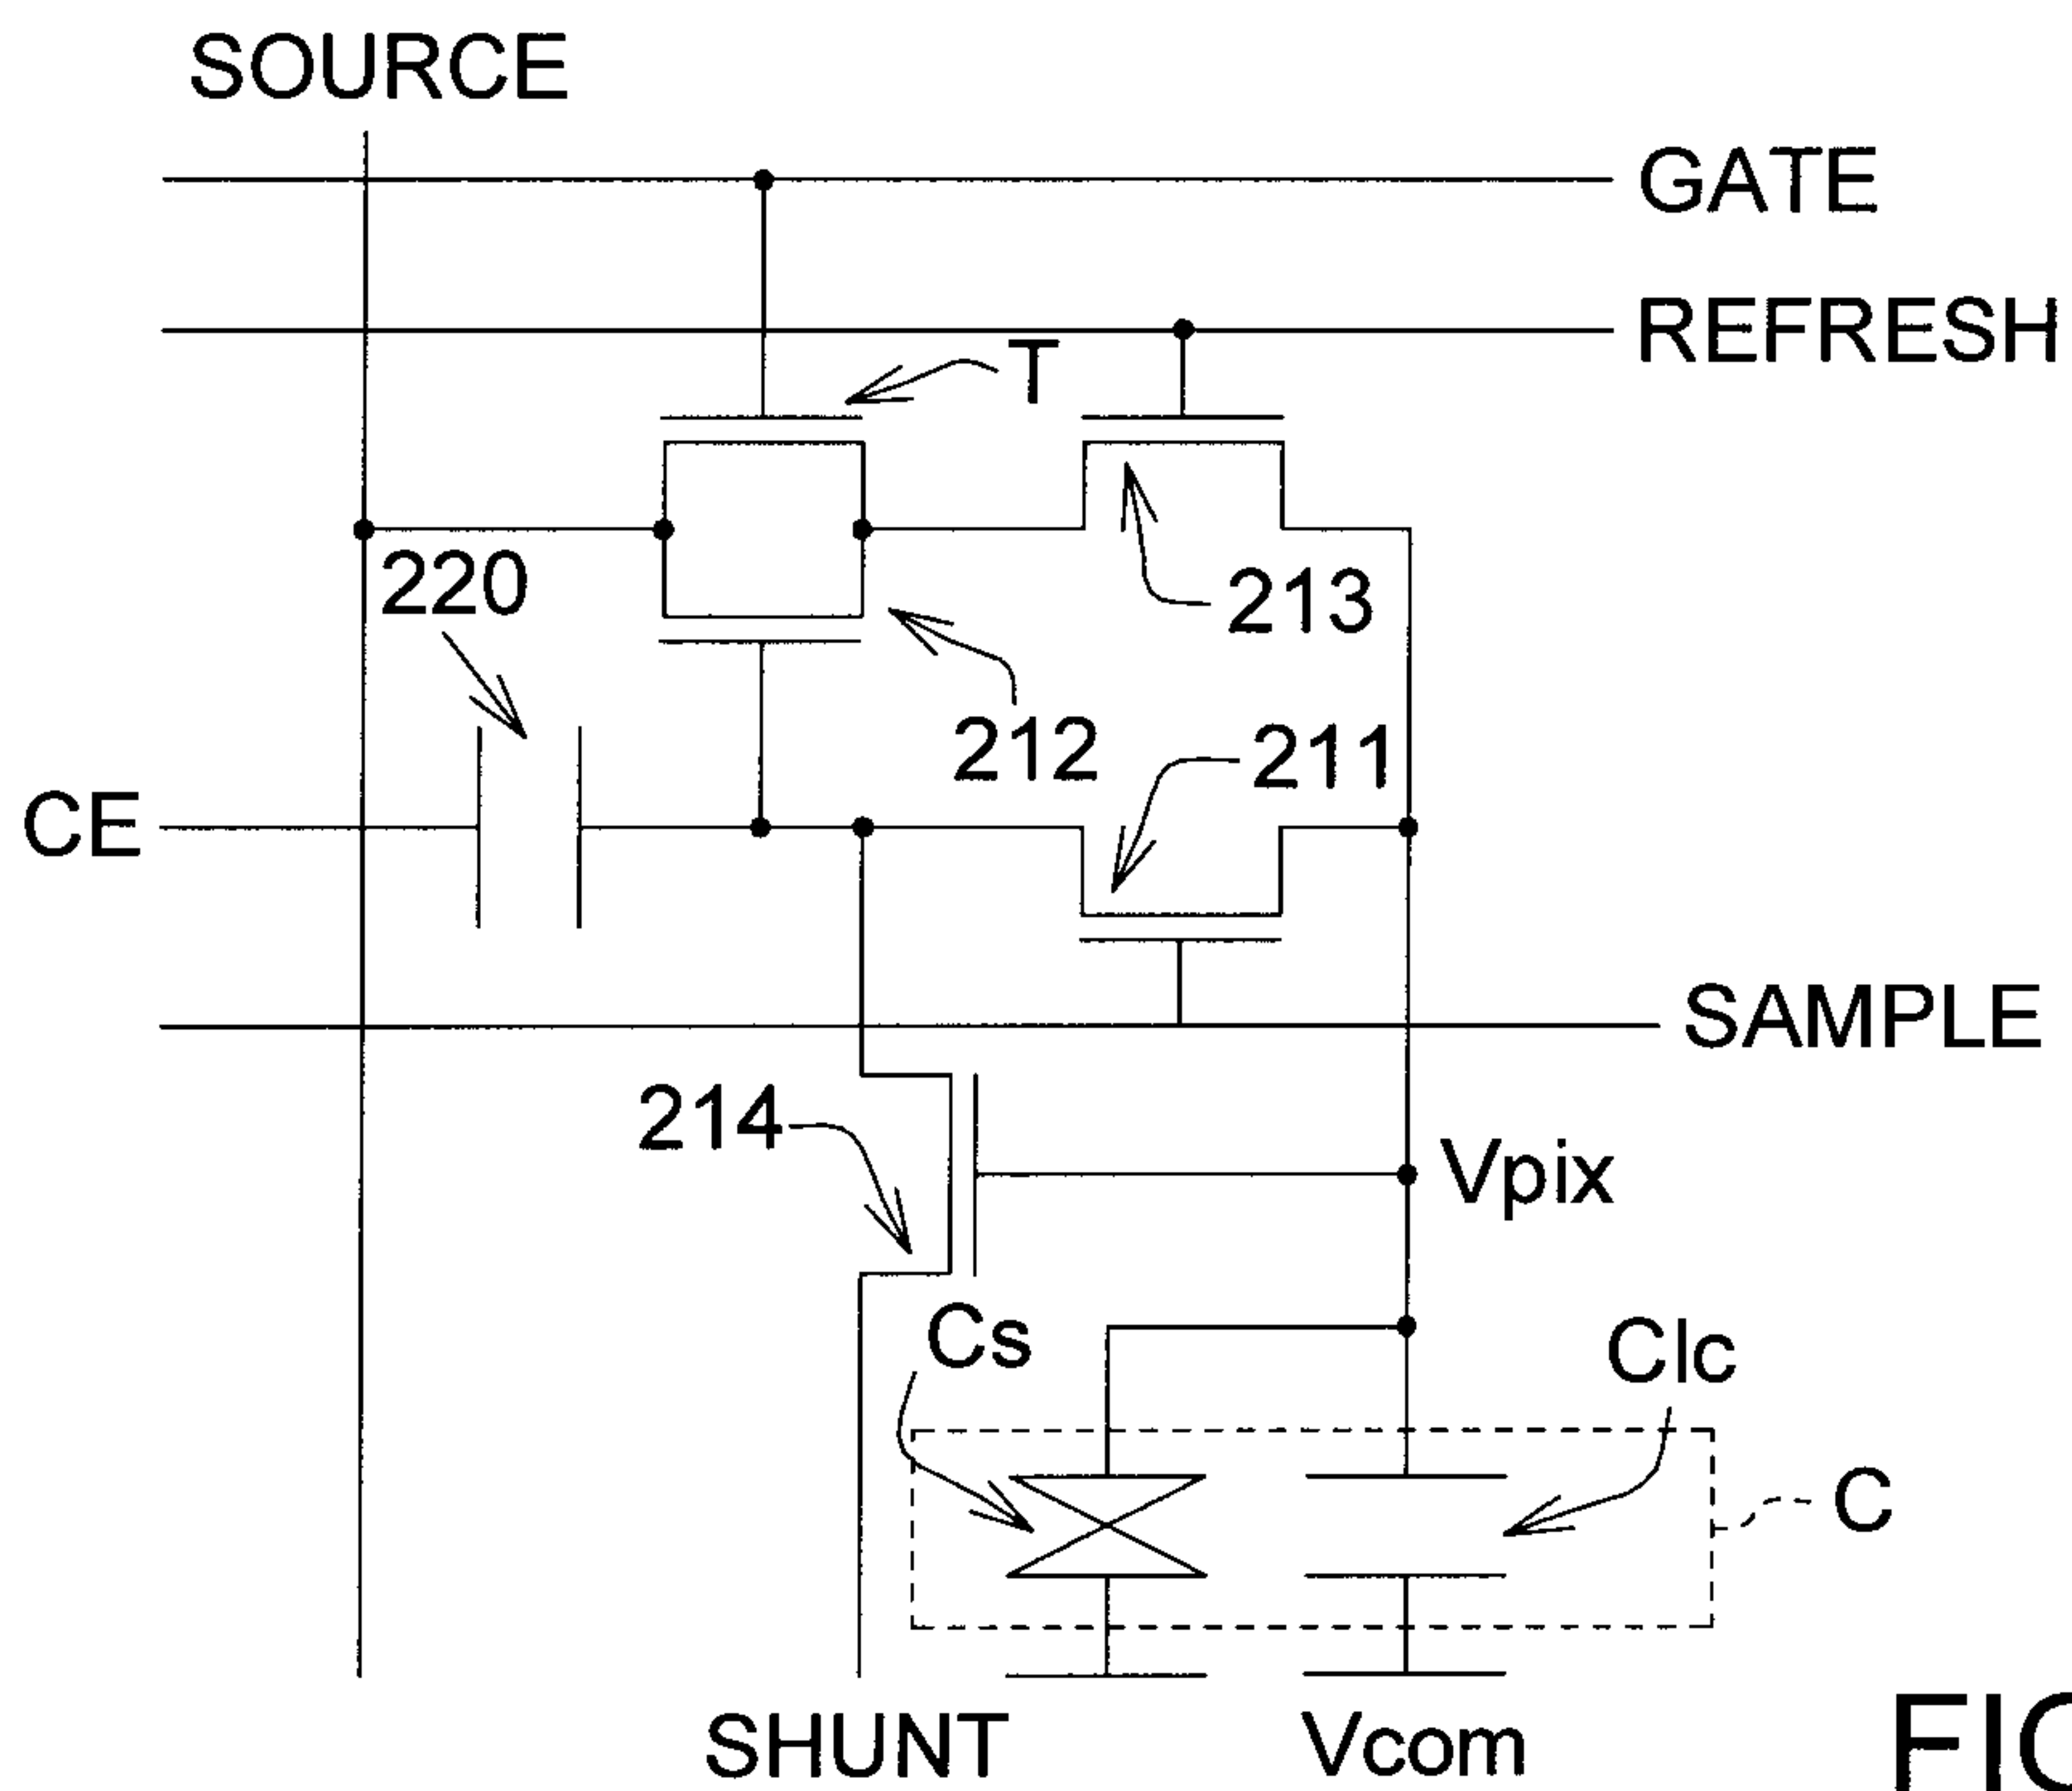 SOURCE
GATE
REFRESH
T
220
213
212
211
CE
SAMPLE
214
Vpix
Cs
Clc
C
SHUNT
Vcom